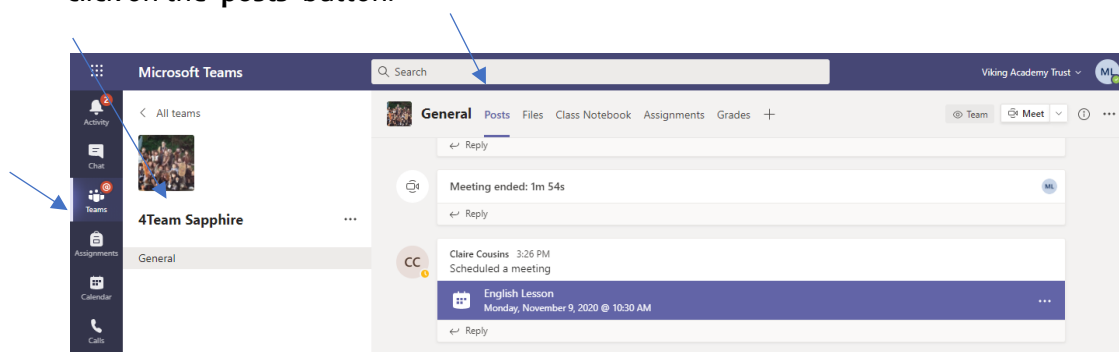 click on the 'posts' button.
Microsoft Teams
Search
Viking Academy Trust
ML
2
Activity
Chat
Teams
Assignments
Calendar
Calls
All teams
4Team Sapphire
...
General
General Posts Files Class Notebook Assignments Grades +
Team
Meet
...
Reply
Meeting ended: 1m 54s
ML
Reply
CC
Claire Cousins 3:26 PM
Scheduled a meeting
English Lesson
Monday, November 9, 2020 @ 10:30 AM
...
Reply